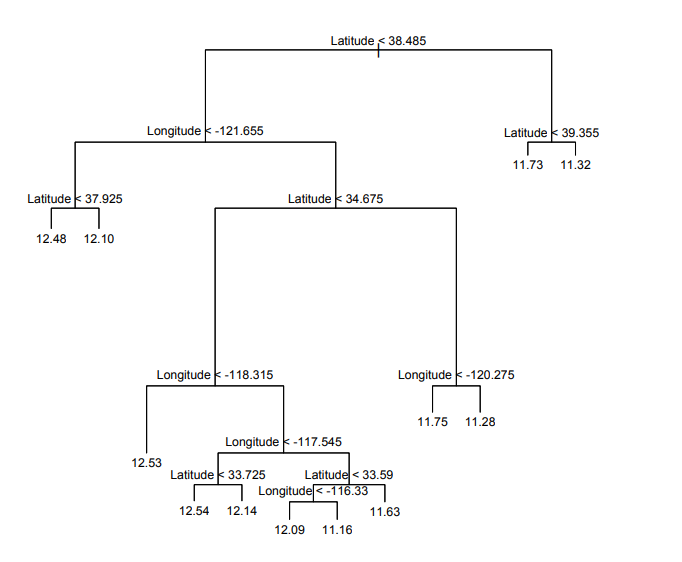 Latitude < 38.485
Longitude < -121.655
Latitude < 39.355
11.73 11.32
Latitude < 37.925
Latitude < 34.675
12.48 12.10
Longitude < -118.315
Longitude < -120.275
11.75 11.28
Longitude < -117.545
12.53
Latitude < 33.725
Latitude < 33.59
Longitude < -116.33
12.54 12.14
11.63
12.09 11.16